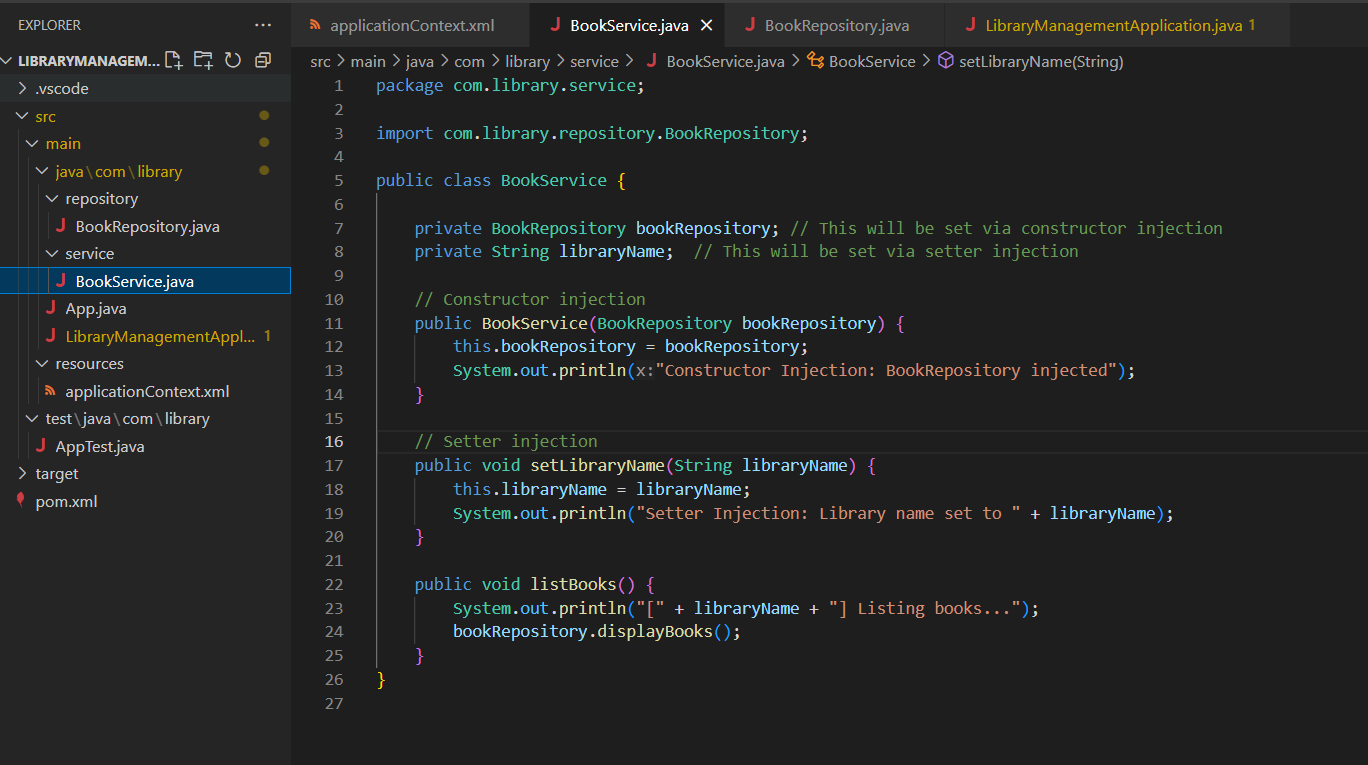 EXPLORER ...
LIBRARYMANAGEM...
.vscode
src
main
java\com\library
repository
BookRepository.java
service
BookService.java
App.java
LibraryManagementAppl... 1
resources
applicationContext.xml
test\java\com\library
AppTest.java
target
pom.xml
applicationContext.xml BookService.java BookRepository.java LibraryManagementApplication.java 1
src > main > java > com > library > service > BookService.java > BookService > setLibraryName(String)
1 package com.library.service;
2
3 import com.library.repository.BookRepository;
4
5 public class BookService {
6
7 private BookRepository bookRepository; // This will be set via constructor injection
8 private String libraryName;  // This will be set via setter injection
9
10 // Constructor injection
11 public BookService(BookRepository bookRepository) {
12 this.bookRepository = bookRepository;
13 System.out.println(x:"Constructor Injection: BookRepository injected");
14 }
15
16 // Setter injection
17 public void setLibraryName(String libraryName) {
18 this.libraryName = libraryName;
19 System.out.println("Setter Injection: Library name set to " + libraryName);
20 }
21
22 public void listBooks() {
23 System.out.println("[" + libraryName + "] Listing books...");
24 bookRepository.displayBooks();
25 }
26 }
27